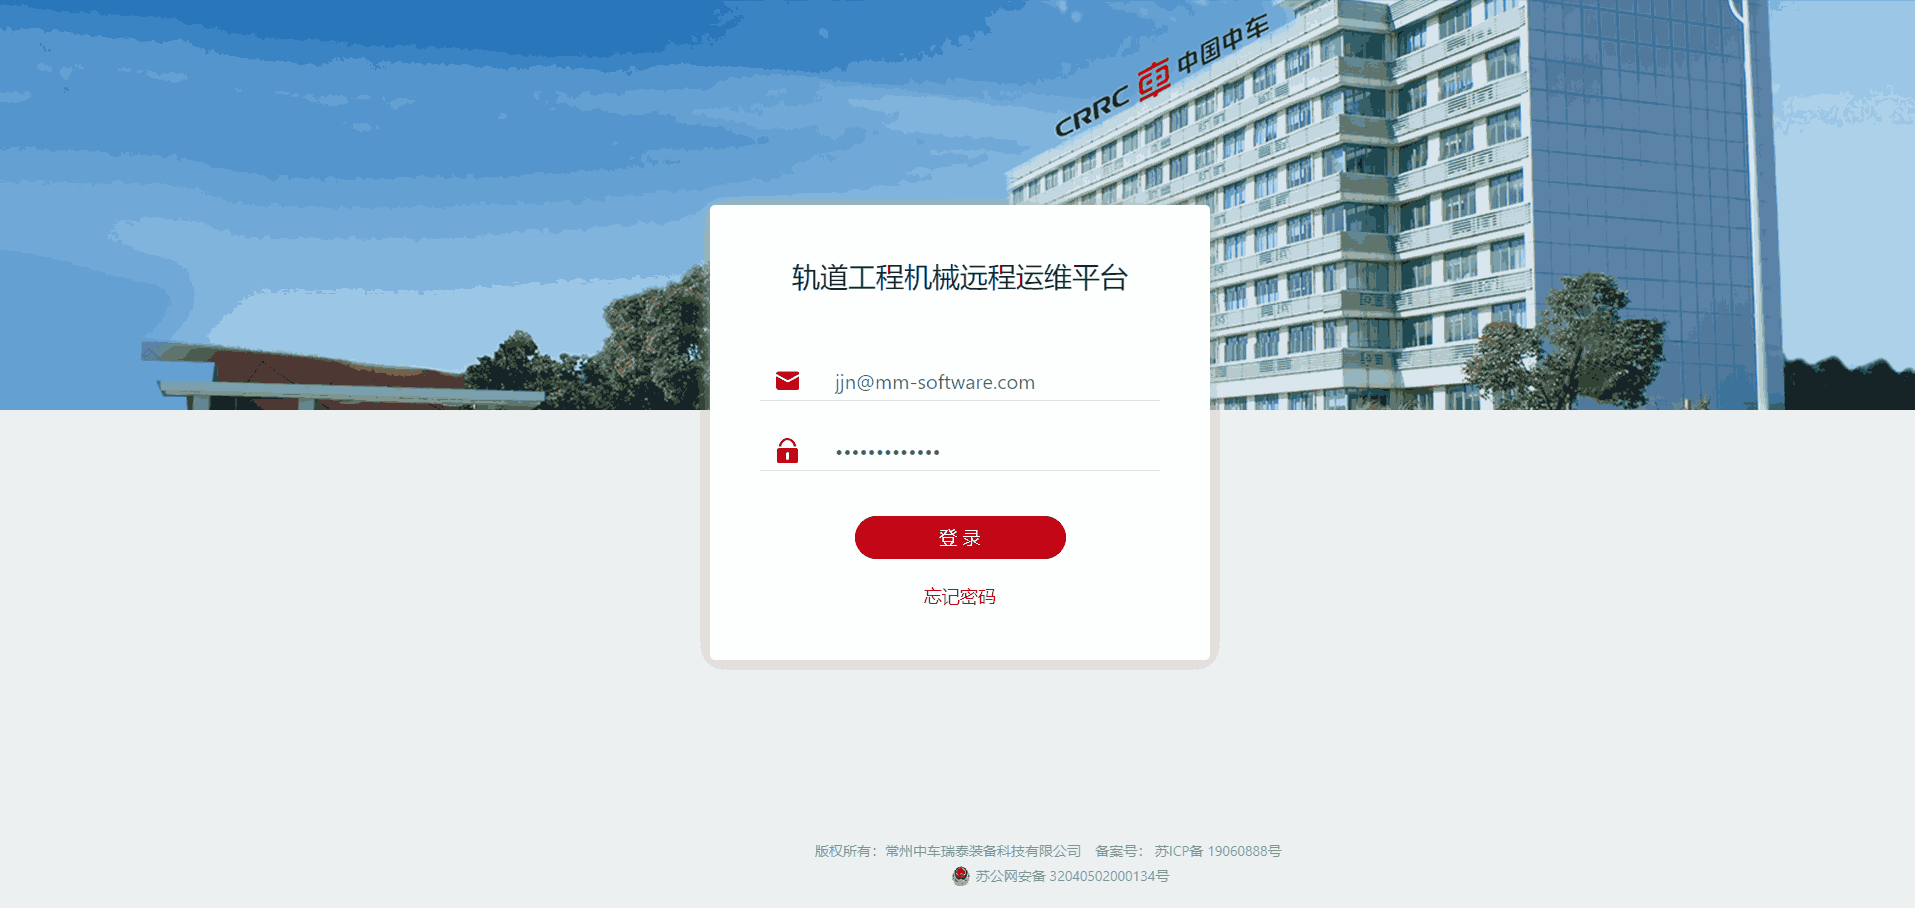 CRRC 中国中车
轨道工程机械远程运维平台
jjn@mm-software.com
•••••••••••••
登 录
忘记密码
版权所有：常州中车瑞泰装备科技有限公司 备案号： 苏ICP备 19060888号
苏公网安备 32040502000134号